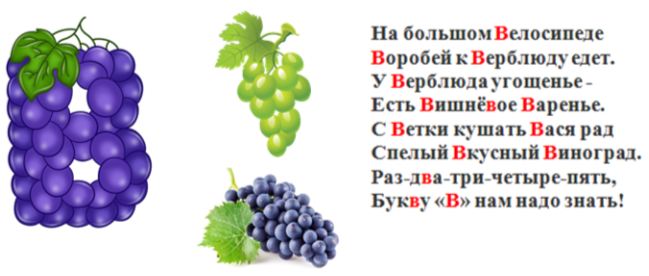 На большом Велосипеде
Воробей к Верблюду едет.
У Верблюда угощенье -
Есть Вишнёвое Варенье.
С Ветки кушать Вася рад
Спелый Вкусный Виноград.
Раз-два-три-четыре-пять,
Букву «В» нам надо знать!